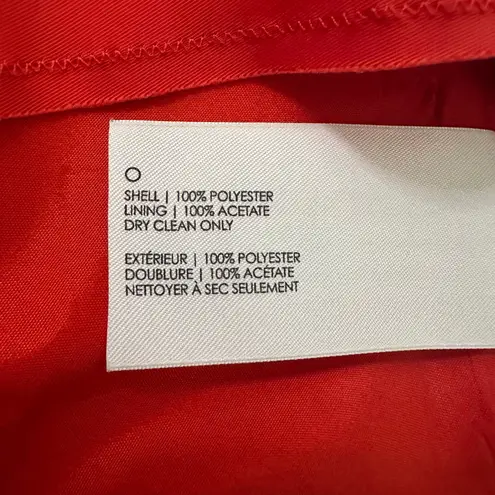 O
SHELL | 100% POLYESTER
LINING | 100% ACETATE
DRY CLEAN ONLY
EXTÉRIEUR | 100% POLYESTER
DOUBLURE | 100% ACÉTATE
NETTOYER À SEC SEULEMENT